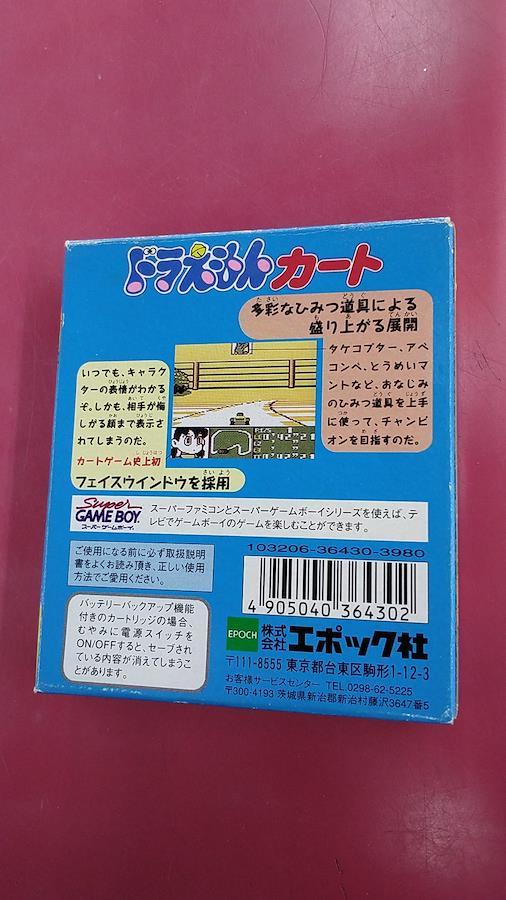 ドラえもんカート
多彩なひみつ道具による
盛り上がる展開
タケコプター、アベ
コンベ、とうめいマ
ントなど、おなじみ
のひみつ道具を上手
に使って、チャンピ
オンを目指すのだ。
いつでも、キャラク
ターの表情がわかる
ぞ。しかも、相手が悔
しがる顔まで表示さ
れてしまうのだ。
カートゲーム史上初
フェイスウインドウを採用
Super
GAME BOY
スーパーゲームボーイ
スーパーファミコンとスーパーゲームボーイシリーズを使えば、テ
レビでゲームボーイのゲームを楽しむことができます。
ご使用になる前に必ず取扱説明
書をよくお読み頂き、正しい使用
方法でご愛用ください。
バッテリーバックアップ機能
付きのカートリッジの場合、
むやみに電源スイッチを
ON/OFFすると、セーブされ
ている内容が消えてしまうこ
とがあります。
103206-36430-3980
4 905040 364302
EPOCH 株式会社 エポック社
〒111-8555 東京都台東区駒形1-12-3
お客様サービスセンター TEL.0298-62-5225
〒300-4193 茨城県新治郡新治村藤沢3647番5